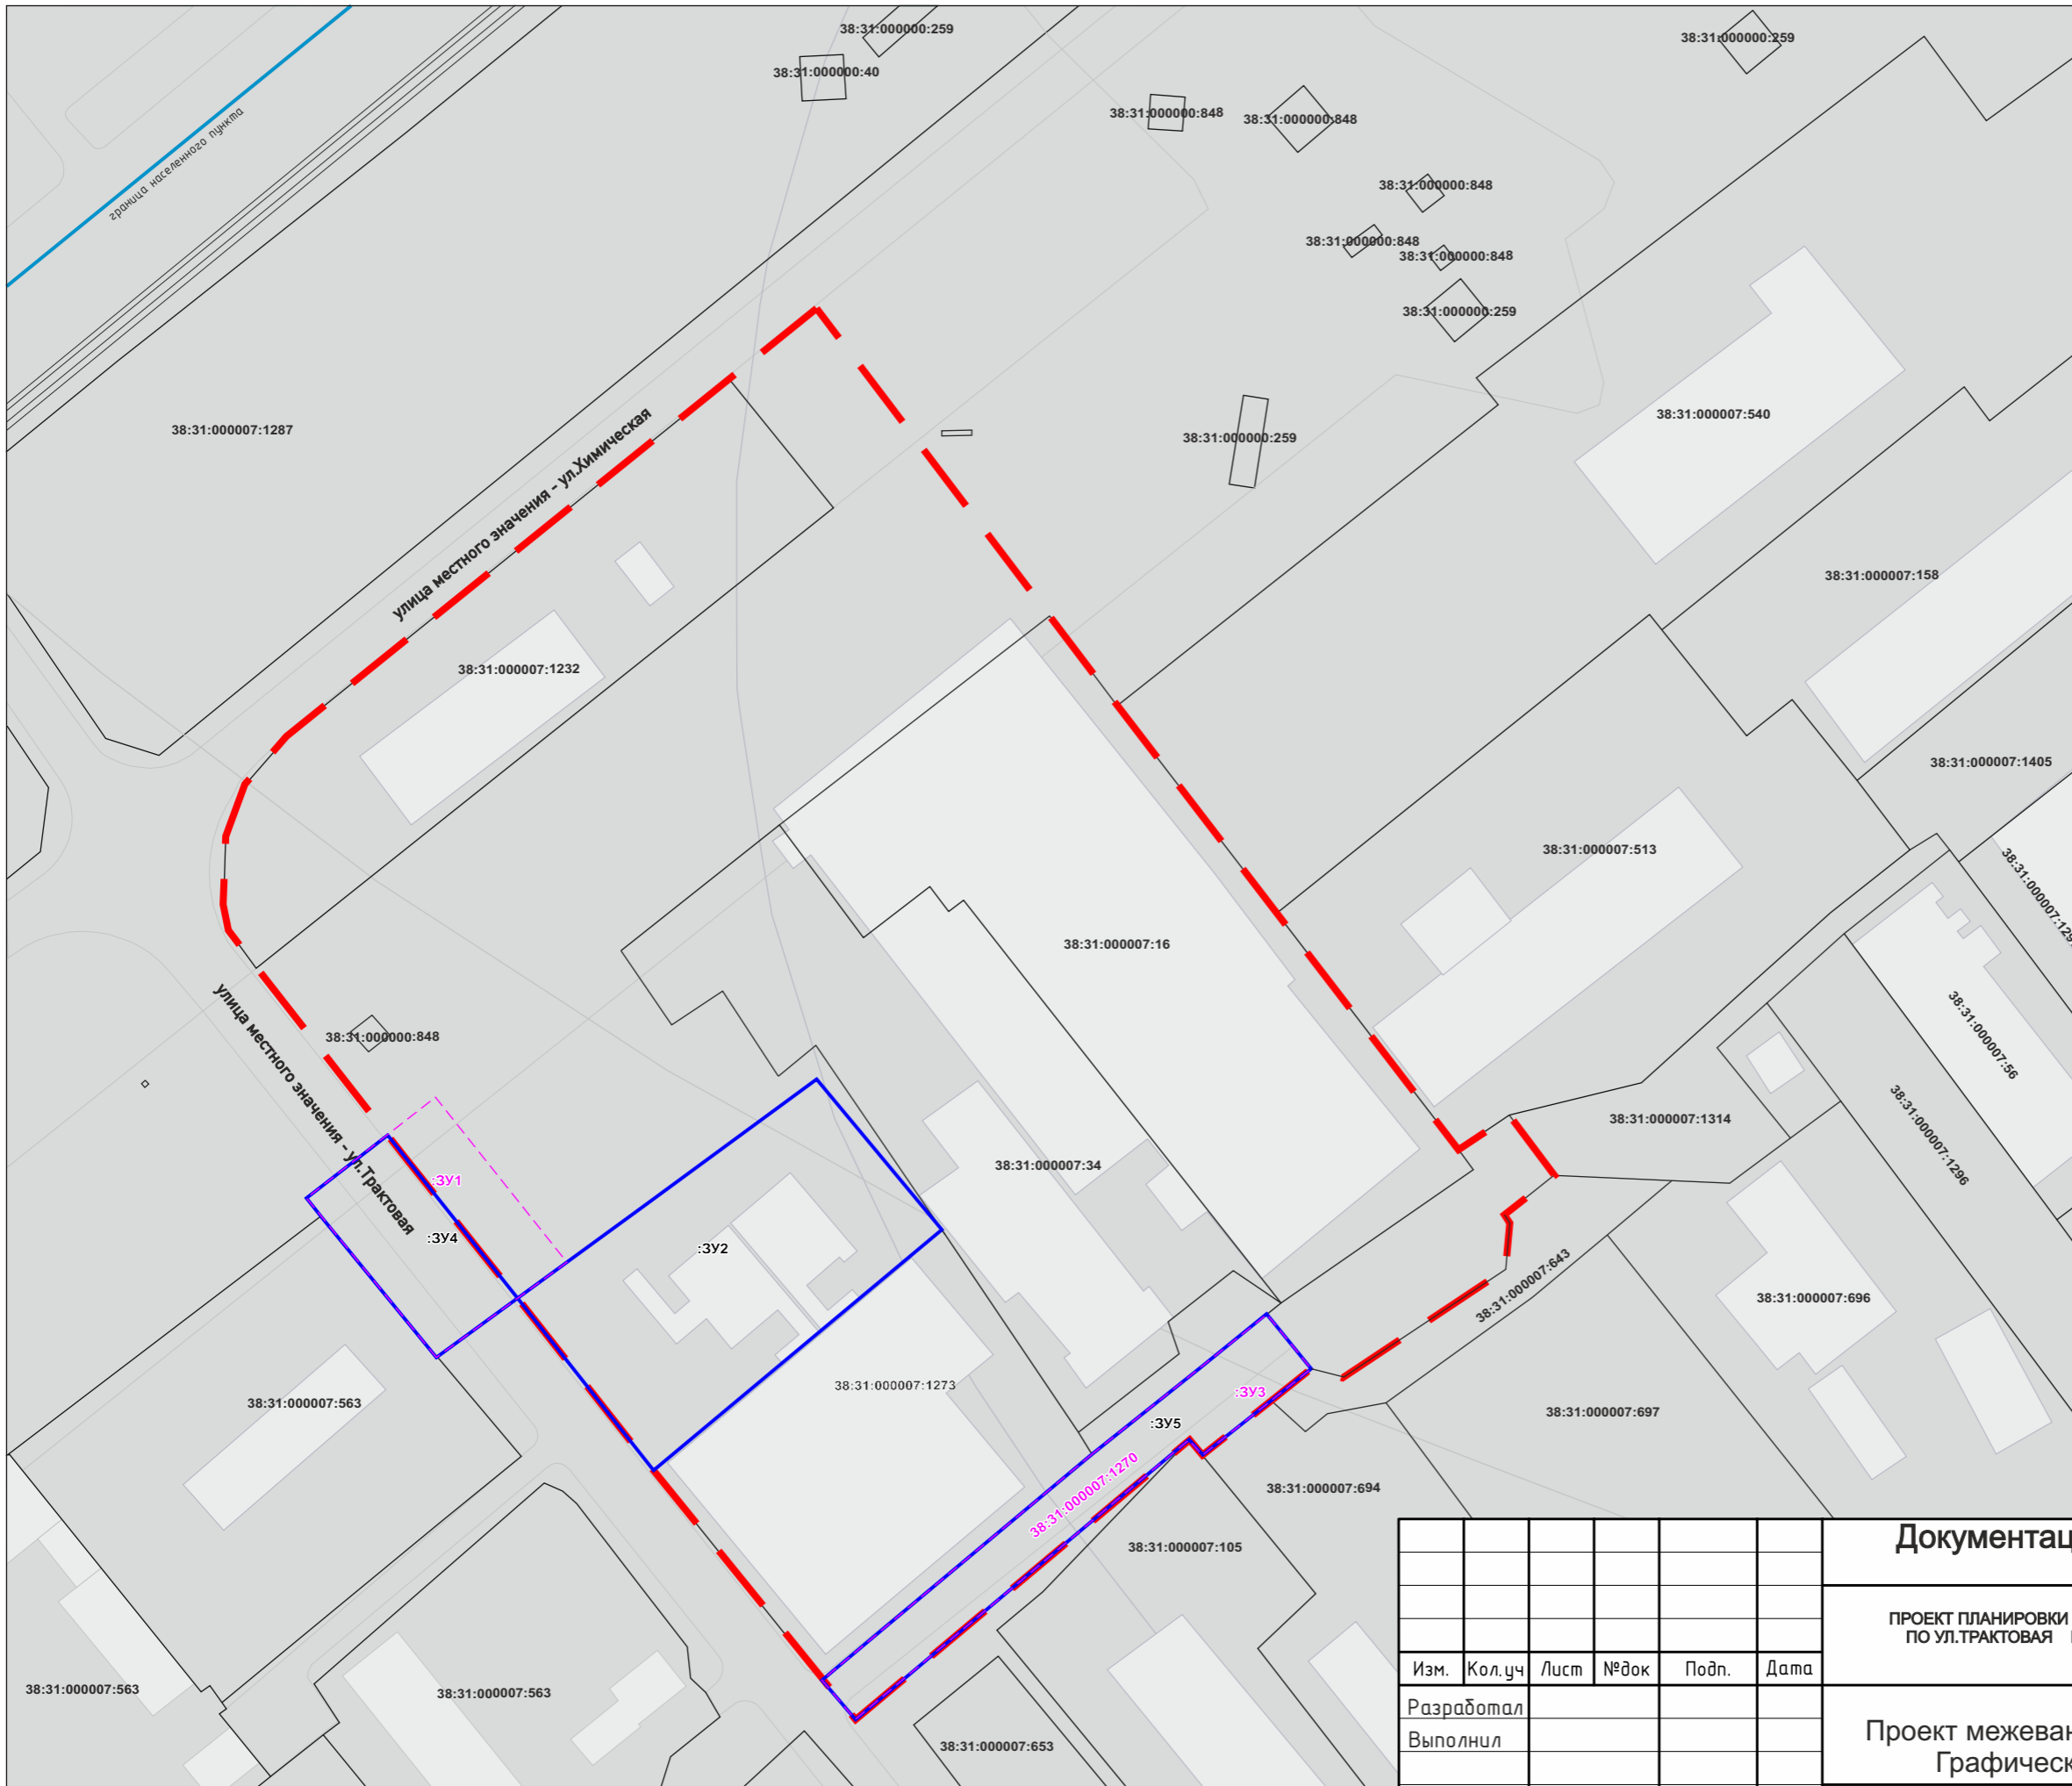 38:31:000000:259
38:31:000000:259
38:31:000000:40
38:31:000000:848
38:31:000000:848
граница населенного пункта
38:31:000000:848
38:31:000000:848
38:31:000000:848
38:31:000000:259
38:31:000007:1287
улица местного значения - ул.Химическая
38:31:000000:259
38:31:000007:540
38:31:000007:158
38:31:000007:1232
38:31:000007:1405
38:31:000007:513
38:31:000007:16
38:31:000007:56
38:31:000000:848
улица местного значения - ул.Трактовая
38:31:000007:1314
38:31:000007:1296
38:31:000007:34
:ЗУ1
:ЗУ4
:ЗУ2
38:31:000007:643
38:31:000007:696
38:31:000007:1273
:ЗУ3
38:31:000007:563
:ЗУ5
38:31:000007:697
38:31:000007:1270
38:31:000007:694
38:31:000007:105
38:31:000007:563
38:31:000007:563
38:31:000007:653
Документац
ПРОЕКТ ПЛАНИРОВКИ
ПО УЛ.ТРАКТОВАЯ
Изм. Кол.уч Лист №док Подп. Дата
Разработал
Выполнил
Проект межеван
Графическ